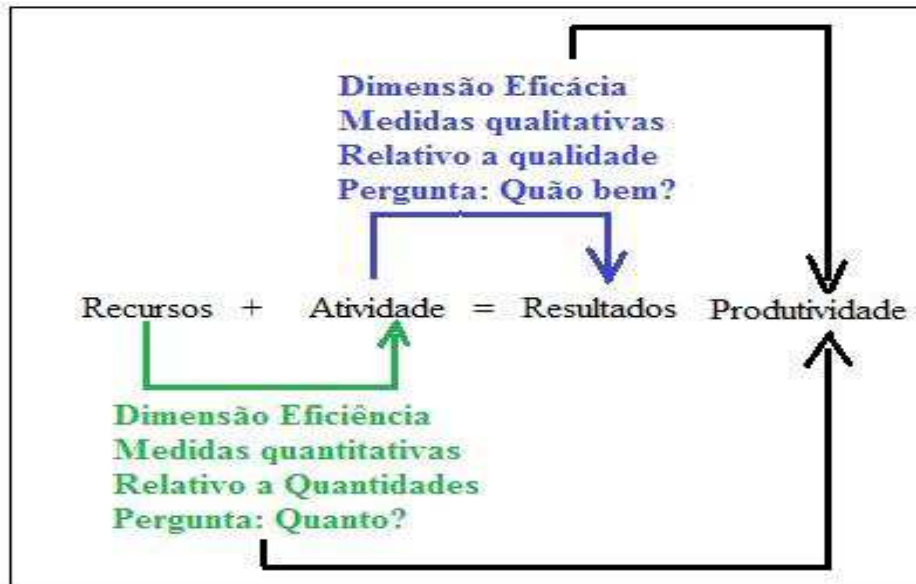 Dimensão Eficácia
Medidas qualitativas
Relativo a qualidade
Pergunta: Quão bem?
Recursos + Atividade = Resultados Produtividade
Dimensão Eficiência
Medidas quantitativas
Relativo a Quantidades
Pergunta: Quanto?